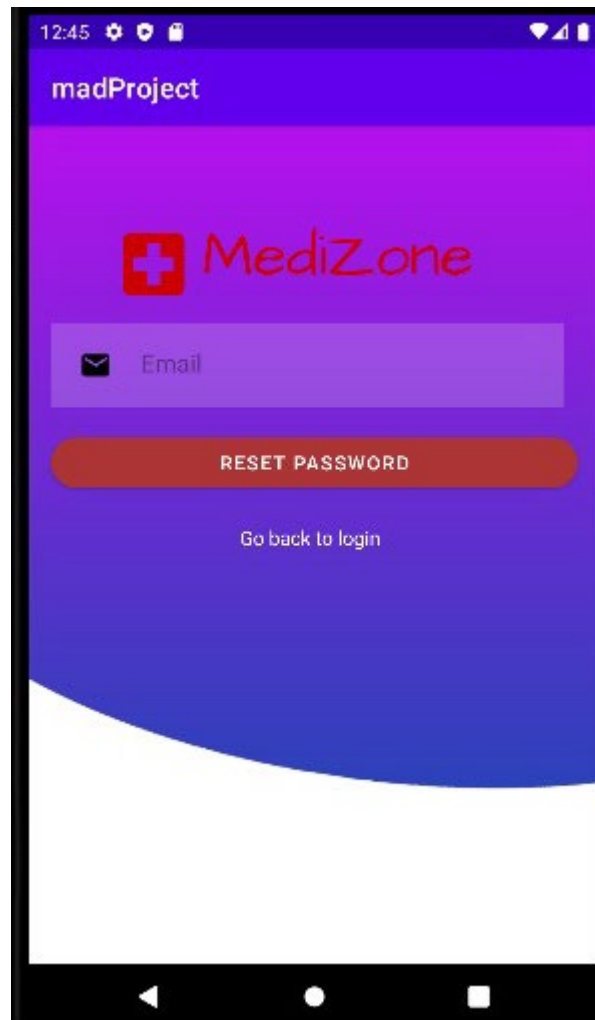 12:45
madProject
MediZone
Email
RESET PASSWORD
Go back to login